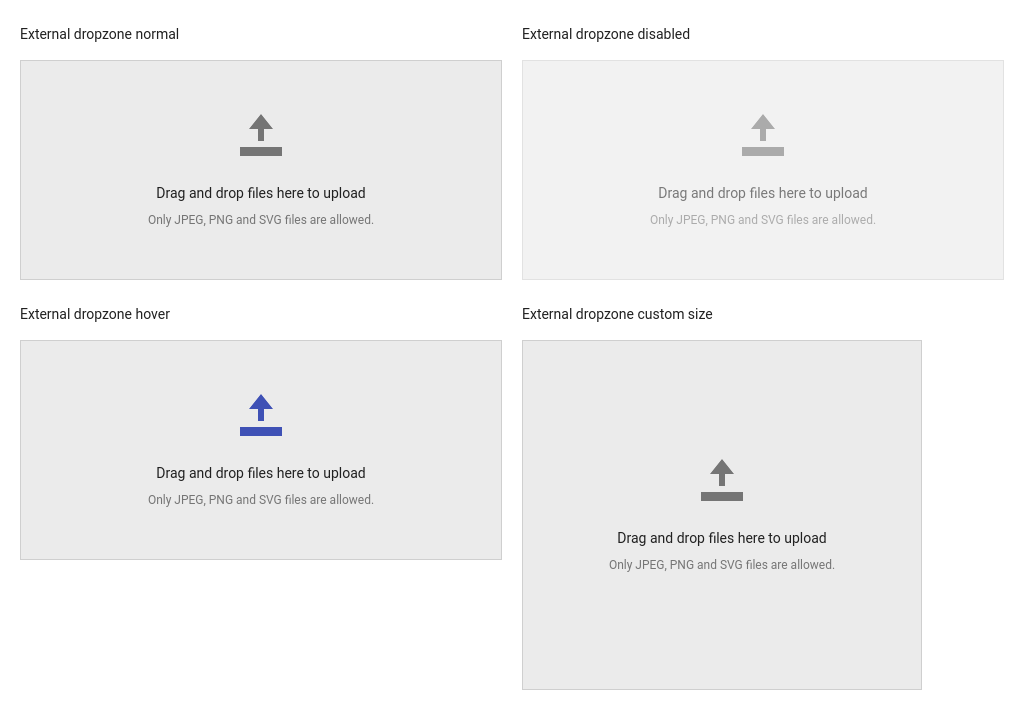 External dropzone normal
Drag and drop files here to upload
Only JPEG, PNG and SVG files are allowed.
External dropzone disabled
Drag and drop files here to upload
Only JPEG, PNG and SVG files are allowed.
External dropzone hover
Drag and drop files here to upload
Only JPEG, PNG and SVG files are allowed.
External dropzone custom size
Drag and drop files here to upload
Only JPEG, PNG and SVG files are allowed.